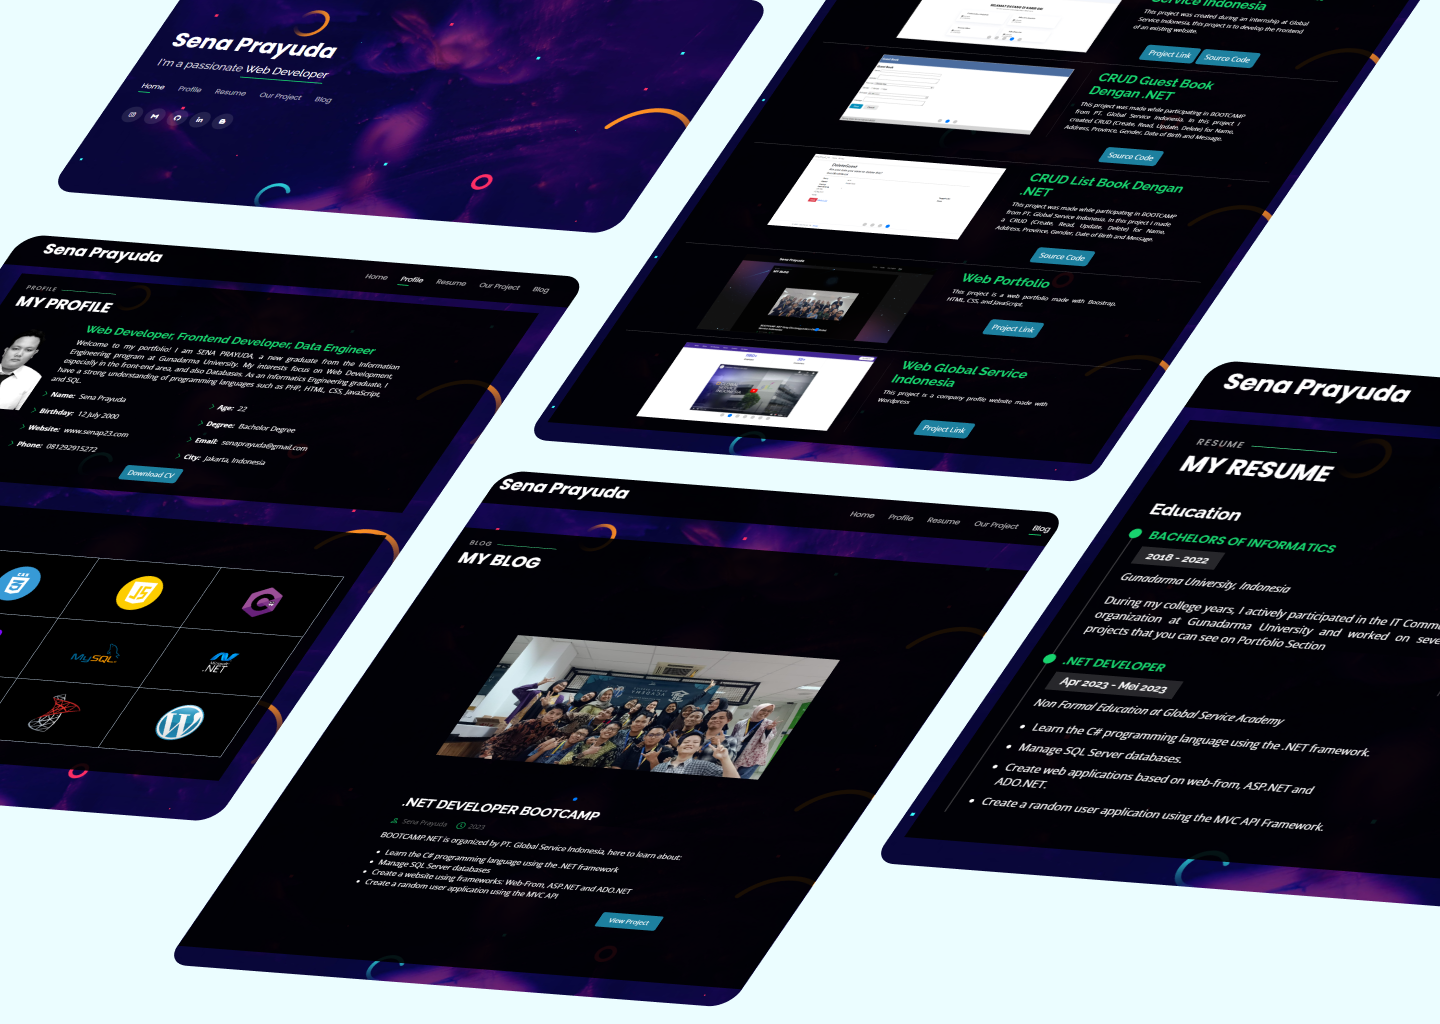 Sena Prayuda
I'm a passionate Web Developer
Home Profile Resume Our Project Blog
Sena Prayuda
Home Profile Resume Our Project Blog
PROFILE
MY PROFILE
Web Developer, Frontend Developer, Data Engineer
Welcome to my portfolio! I am SENA PRAYUDA, a new graduate from the Information
Engineering program at Gunadarma University. My interests focus on Web Development,
especially in the front-end area, and also Databases. As an Informatics Engineering graduate, I
have a strong understanding of programming languages such as PHP, HTML, CSS, JavaScript,
and SQL.
Name: Sena Prayuda
Birthday: 12 July 2000
Website: www.senap23.com
Phone: 081292915272
Age: 22
Degree: Bachelor Degree
Email: senaprayuda@gmail.com
City: Jakarta, Indonesia
Download CV
CSS
3
JS
C
MySQL
Microsoft
.NET
W
Service Indonesia
This project was created during an internship at Global
Service Indonesia, this project is to develop the Frontend
of an existing website.
Project Link Source Code
CRUD Guest Book
Dengan .NET
This project was made while participating in BOOTCAMP
from PT. Global Service Indonesia. In this project I
created CRUD (Create, Read, Update, Delete) for Name,
Address, Province, Gender, Date of Birth and Message.
Source Code
CRUD List Book Dengan
.NET
This project was made while participating in BOOTCAMP
from PT. Global Service Indonesia. In this project I made
a CRUD (Create, Read, Update, Delete) for Name,
Address, Province, Gender, Date of Birth and Message.
Source Code
Sena Prayuda
MY BLOG
Web Portfolio
This project is a web portfolio made with Boostrap,
HTML, CSS, and JavaScript.
Project Link
Web Global Service
Indonesia
This project is a company profile website made with
Wordpress
Project Link
Sena Prayuda
Home Profile Resume Our Project Blog
BLOG
MY BLOG
.NET DEVELOPER BOOTCAMP
Sena Prayuda 2023
BOOTCAMP.NET is organized by PT. Global Service Indonesia, here to learn about:
Learn the C# programming language using the .NET framework
Manage SQL Server databases
Create a website using frameworks: Web-From, ASP.NET and ADO.NET
Create a random user application using the MVC API
View Project
Sena Prayuda
RESUME
MY RESUME
Education
BACHELORS OF INFORMATICS
2018 - 2022
Gunadarma University, Indonesia
During my college years, I actively participated in the IT Comm
organization at Gunadarma University and worked on seve
projects that you can see on Portfolio Section
.NET DEVELOPER
Apr 2023 - Mei 2023
Non Formal Education at Global Service Academy
Learn the C# programming language using the .NET framework.
Manage SQL Server databases.
Create web applications based on web-from, ASP.NET and
ADO.NET.
Create a random user application using the MVC API Framework.